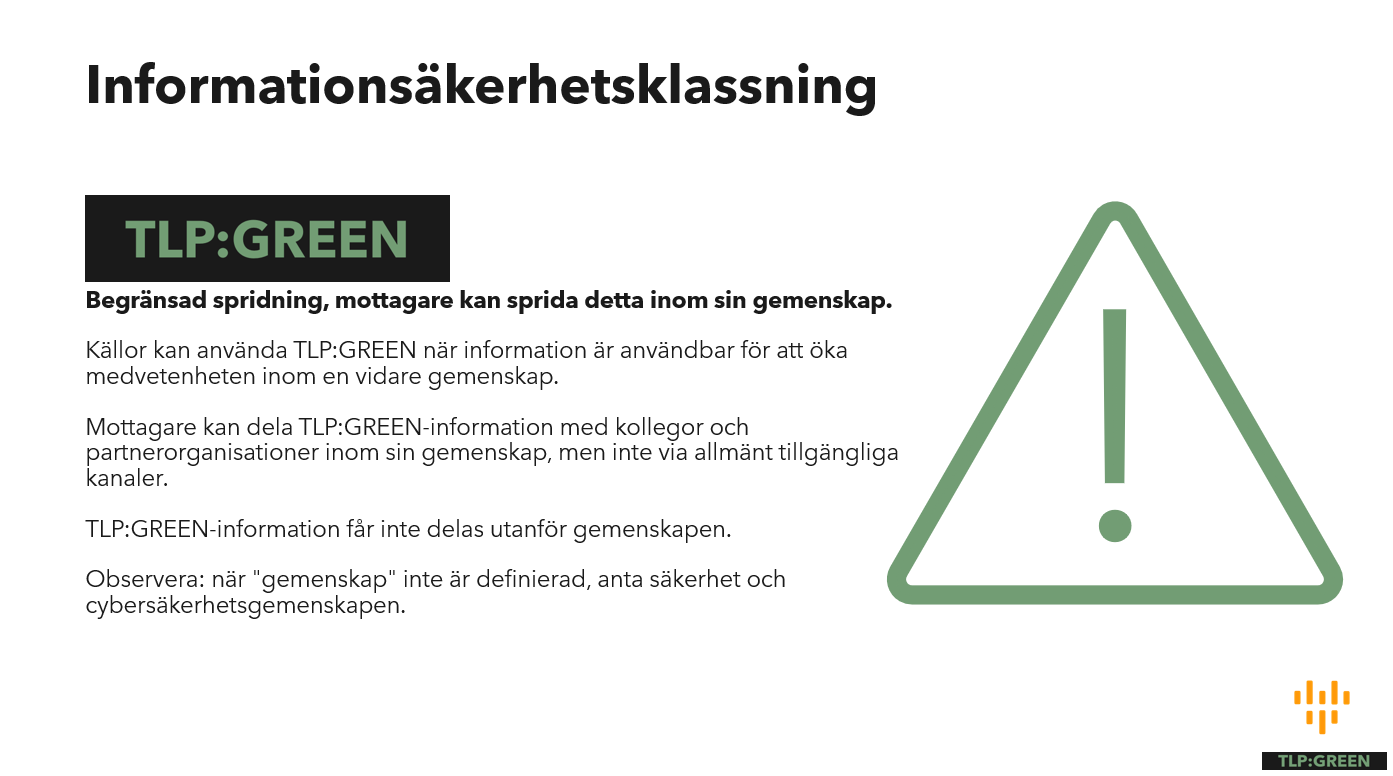 Informationsäkerhetsklassning
TLP:GREEN
Begränsad spridning, mottagare kan sprida detta inom sin gemenskap.
Källor kan använda TLP:GREEN när information är användbar för att öka
medvetenheten inom en vidare gemenskap.
Mottagare kan dela TLP:GREEN-information med kollegor och
partnerorganisationer inom sin gemenskap, men inte via allmänt tillgängliga
kanaler.
TLP:GREEN-information får inte delas utanför gemenskapen.
Observera: när "gemenskap" inte är definierad, anta säkerhet och
cybersäkerhetsgemenskapen.
TLP:GREEN